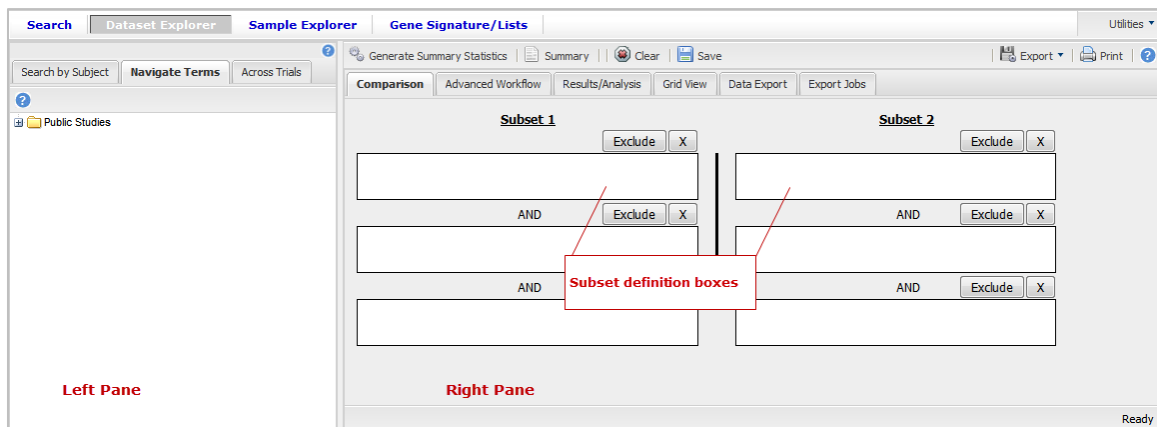 Search Dataset Explorer Sample Explorer Gene Signature/Lists Utilities
Generate Summary Statistics Summary Clear Save Export Print ?
?
Search by Subject Navigate Terms Across Trials
Comparison Advanced Workflow Results/Analysis Grid View Data Export Export Jobs
?
Public Studies
Subset 1 Subset 2
Exclude X Exclude X
AND Exclude X AND Exclude X
Subset definition boxes
AND AND Exclude X
Left Pane Right Pane
Ready